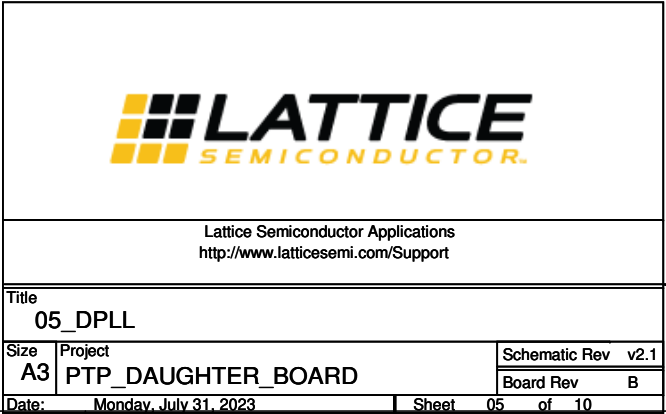 LATTICE
SEMICONDUCTOR™
Lattice Semiconductor Applications
http://www.latticesemi.com/Support
Title
05_DPLL
Size Project
A3 PTP_DAUGHTER_BOARD
Schematic Rev v2.1
Board Rev B
Date: Monday, July 31, 2023 Sheet 05 of 10